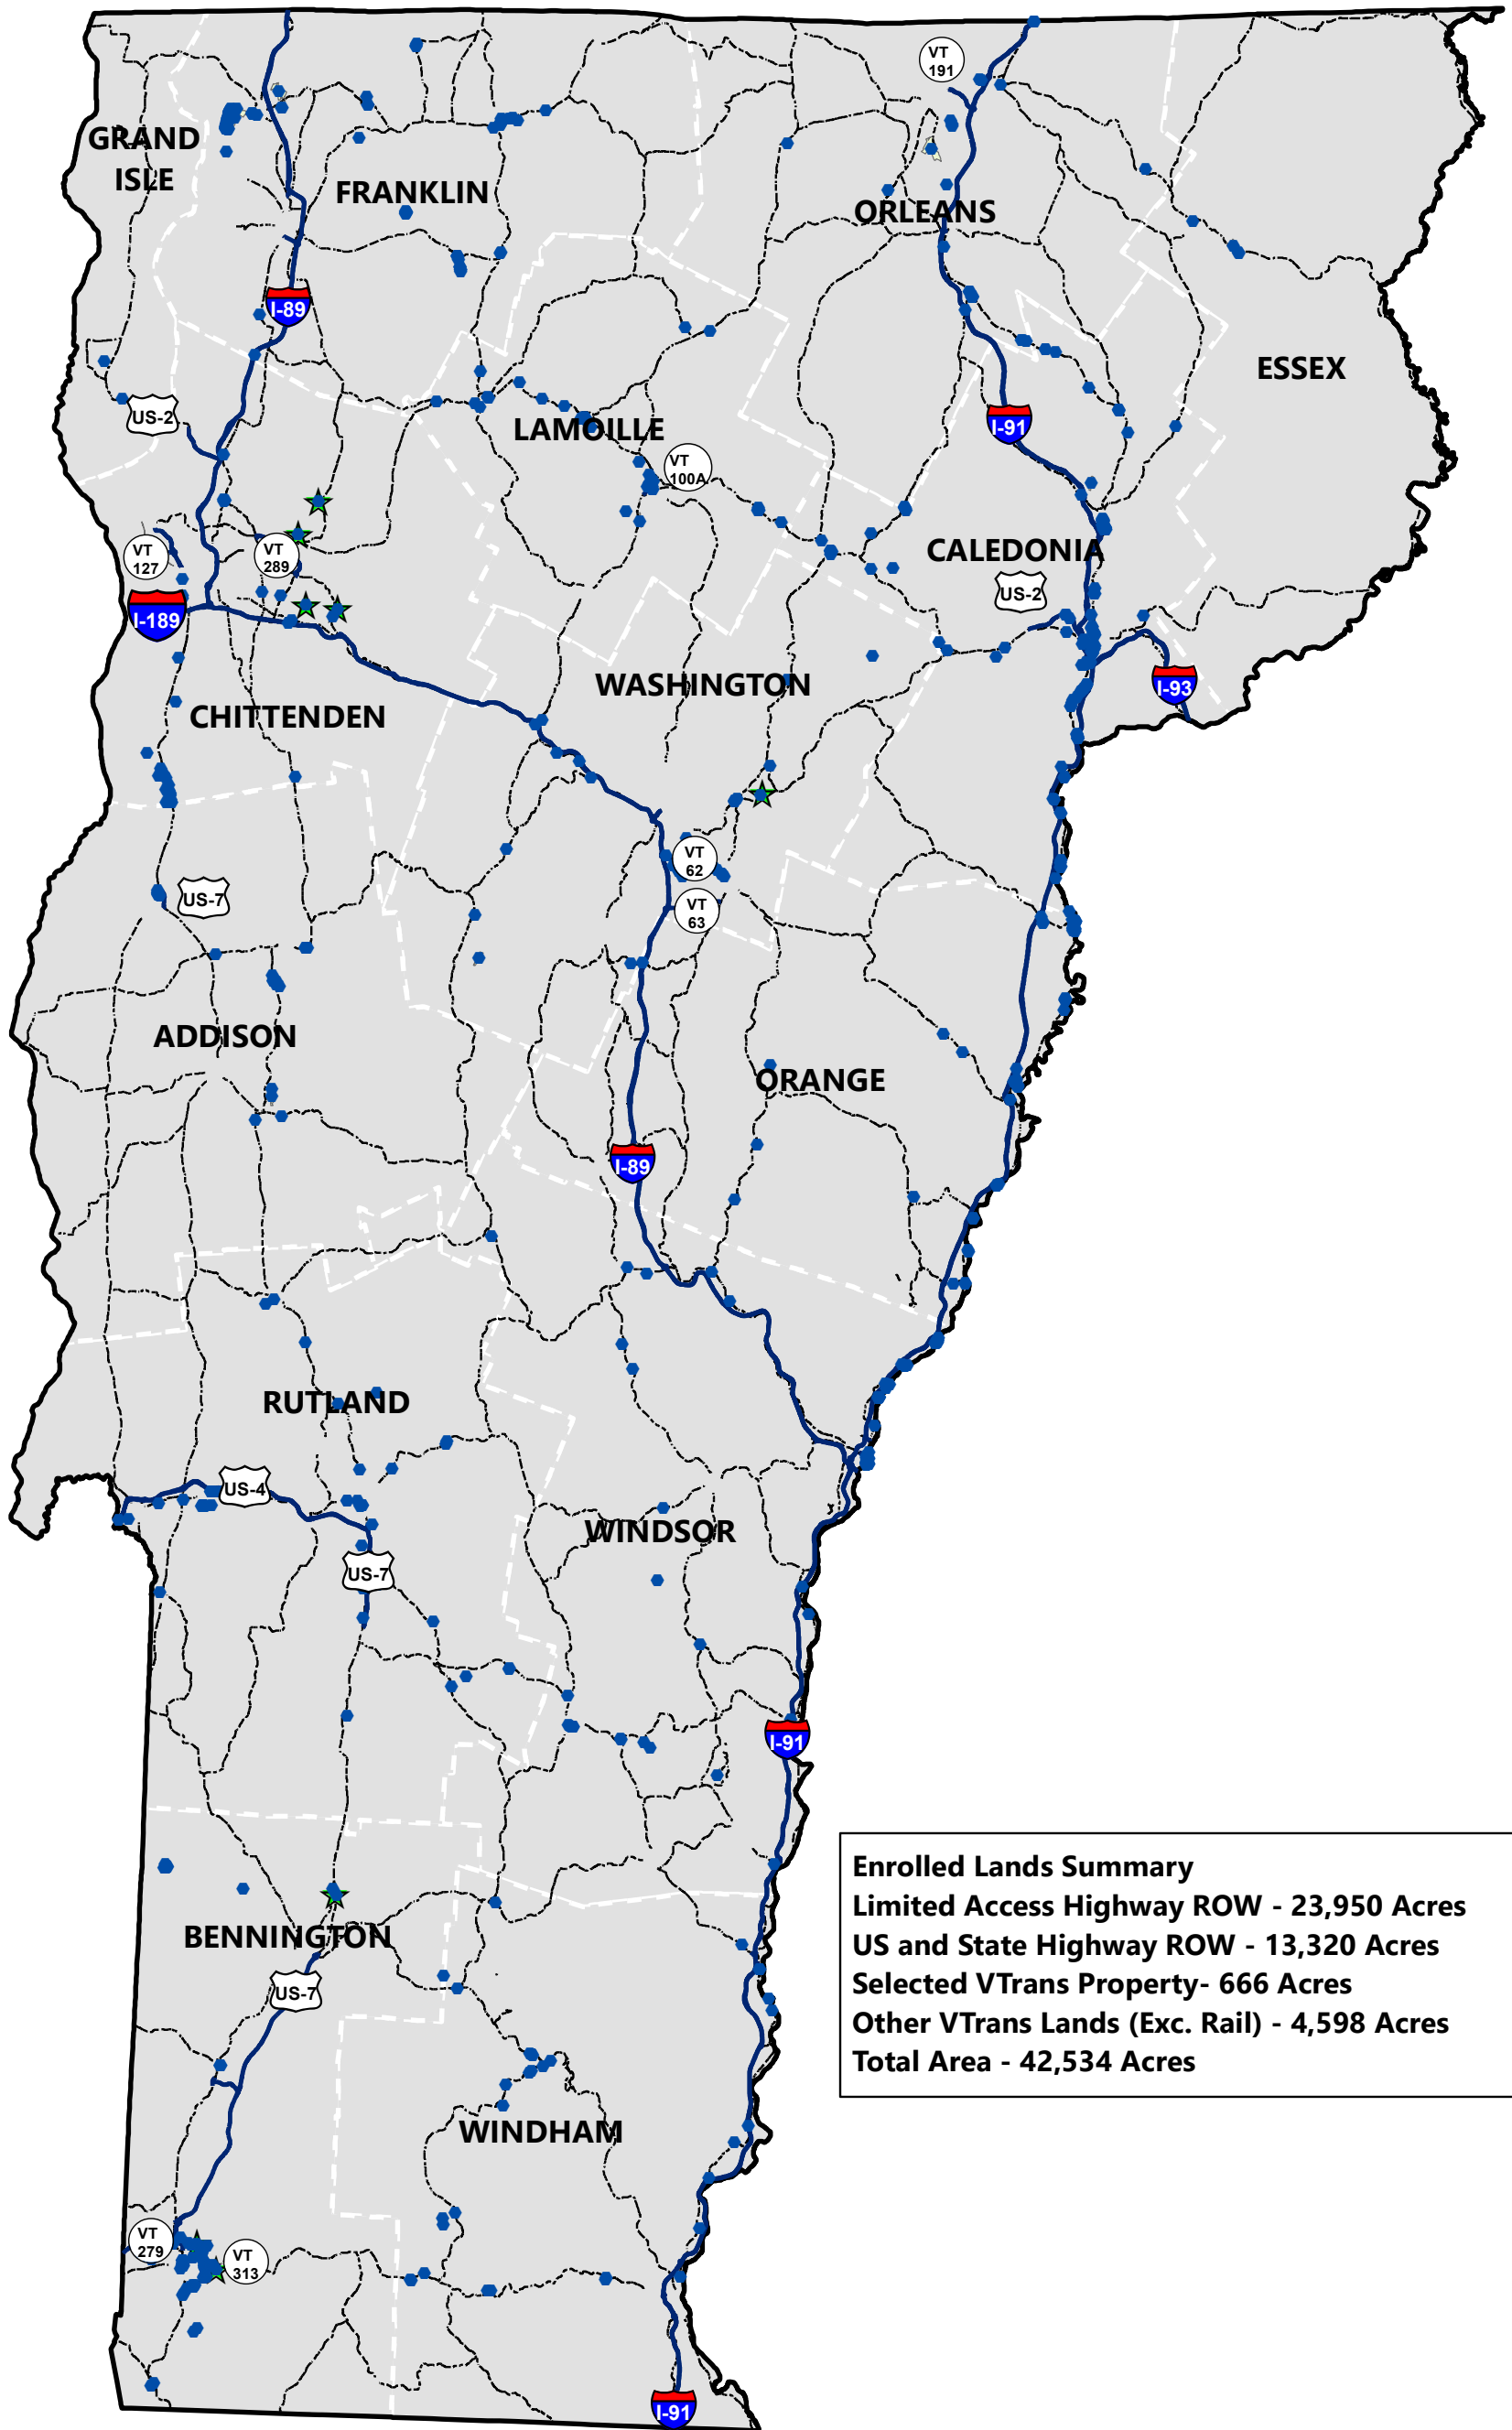 VT
191
GRAND
ISLE
FRANKLIN
ORLEANS
I-89
ESSEX
US-2
I-91
LAMOILLE
VT
100A
VT
127
VT
289
CALEDONIA
US-2
I-189
WASHINGTON
I-93
CHITTENDEN
VT
62
US-7
VT
63
ADDISON
ORANGE
I-89
RUTLAND
US-4
WINDSOR
US-7
I-91
Enrolled Lands Summary
Limited Access Highway ROW - 23,950 Acres
US and State Highway ROW - 13,320 Acres
Selected VTrans Property- 666 Acres
Other VTrans Lands (Exc. Rail) - 4,598 Acres
Total Area - 42,534 Acres
BENNINGTON
US-7
WINDHAM
VT
279
VT
313
I-91